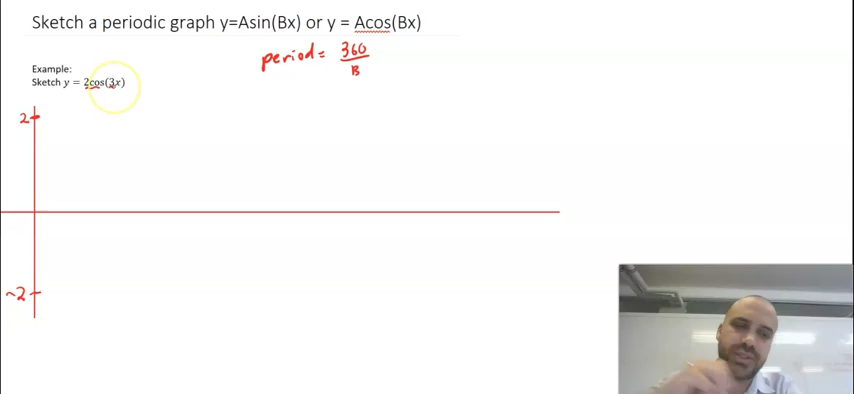 Sketch a periodic graph y=Asin(Bx) or y = Acos(Bx)
period = 360
B
Example:
Sketch y = 2cos(3x)
2
-2